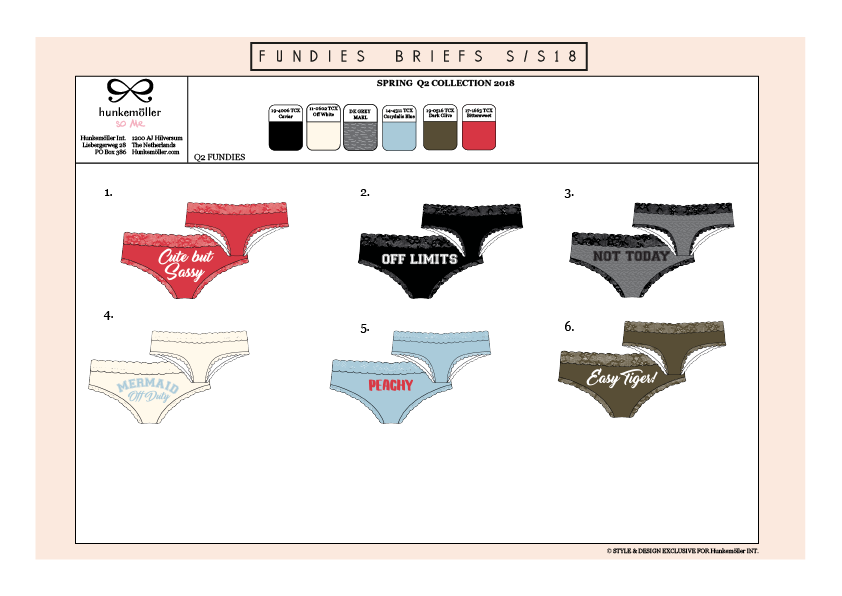 FUNDIES BRIEFS S/S18
SPRING Q2 COLLECTION 2018
hunkemöller
Hunkemöller Int. 1200 AJ Hilversum
Liebergerweg 28 The Netherlands
PO Box 386 Hunkemoller.com
19-4006 TCX
Caviar
11-0602 TCX
Off White
DK GREY
MARL
14-4311 TCX
Corydalis Blue
19-0516 TCX
Dark Olive
17-1663 TCX
Bittersweet
Q2 FUNDIES
1.
2.
3.
Cute but
Sassy
OFF LIMITS
NOT TODAY
4.
5.
6.
MERMAID
Off Duty
PEACHY
Easy Tiger!
© STYLE & DESIGN EXCLUSIVE FOR Hunkemöller INT.